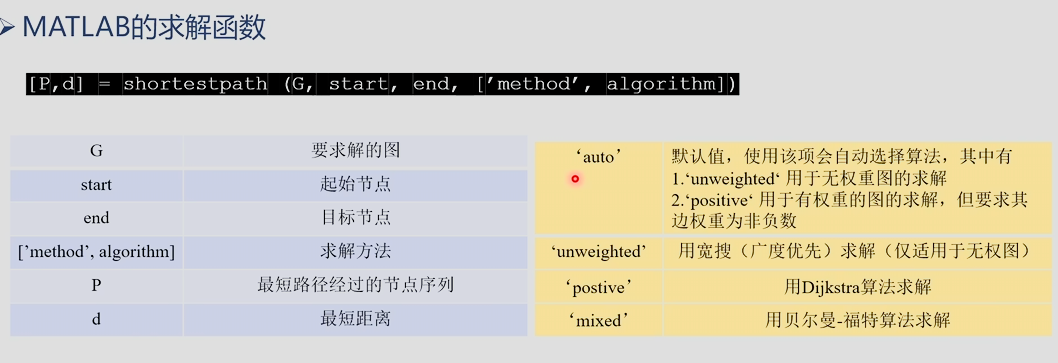 MATLAB的求解函数
[P,d] = shortestpath (G, start, end, [’method’, algorithm])
G 要求解的图
start 起始节点
end 目标节点
[’method’, algorithm] 求解方法
P 最短路径经过的节点序列
d 最短距离
‘auto’ 默认值，使用该项会自动选择算法，其中有
1.‘unweighted‘ 用于无权重图的求解
2.‘positive‘ 用于有权重的图的求解，但要求其
边权重为非负数
‘unweighted’ 用宽搜（广度优先）求解（仅适用于无权图）
‘postive’ 用Dijkstra算法求解
‘mixed’ 用贝尔曼-福特算法求解